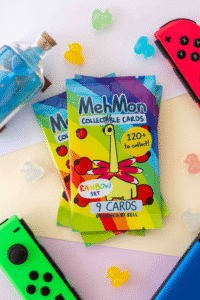 MehMon
COLLECTABLE CARDS
120+
to collect!
RAINBOW
SET
9 CARDS